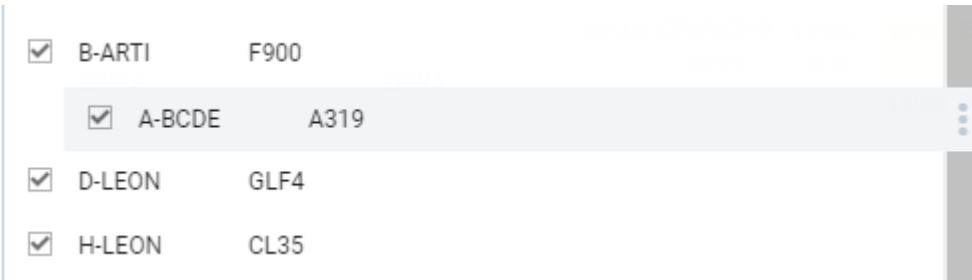 B-ARTI F900
A-BCDE A319
D-LEON GLF4
H-LEON CL35